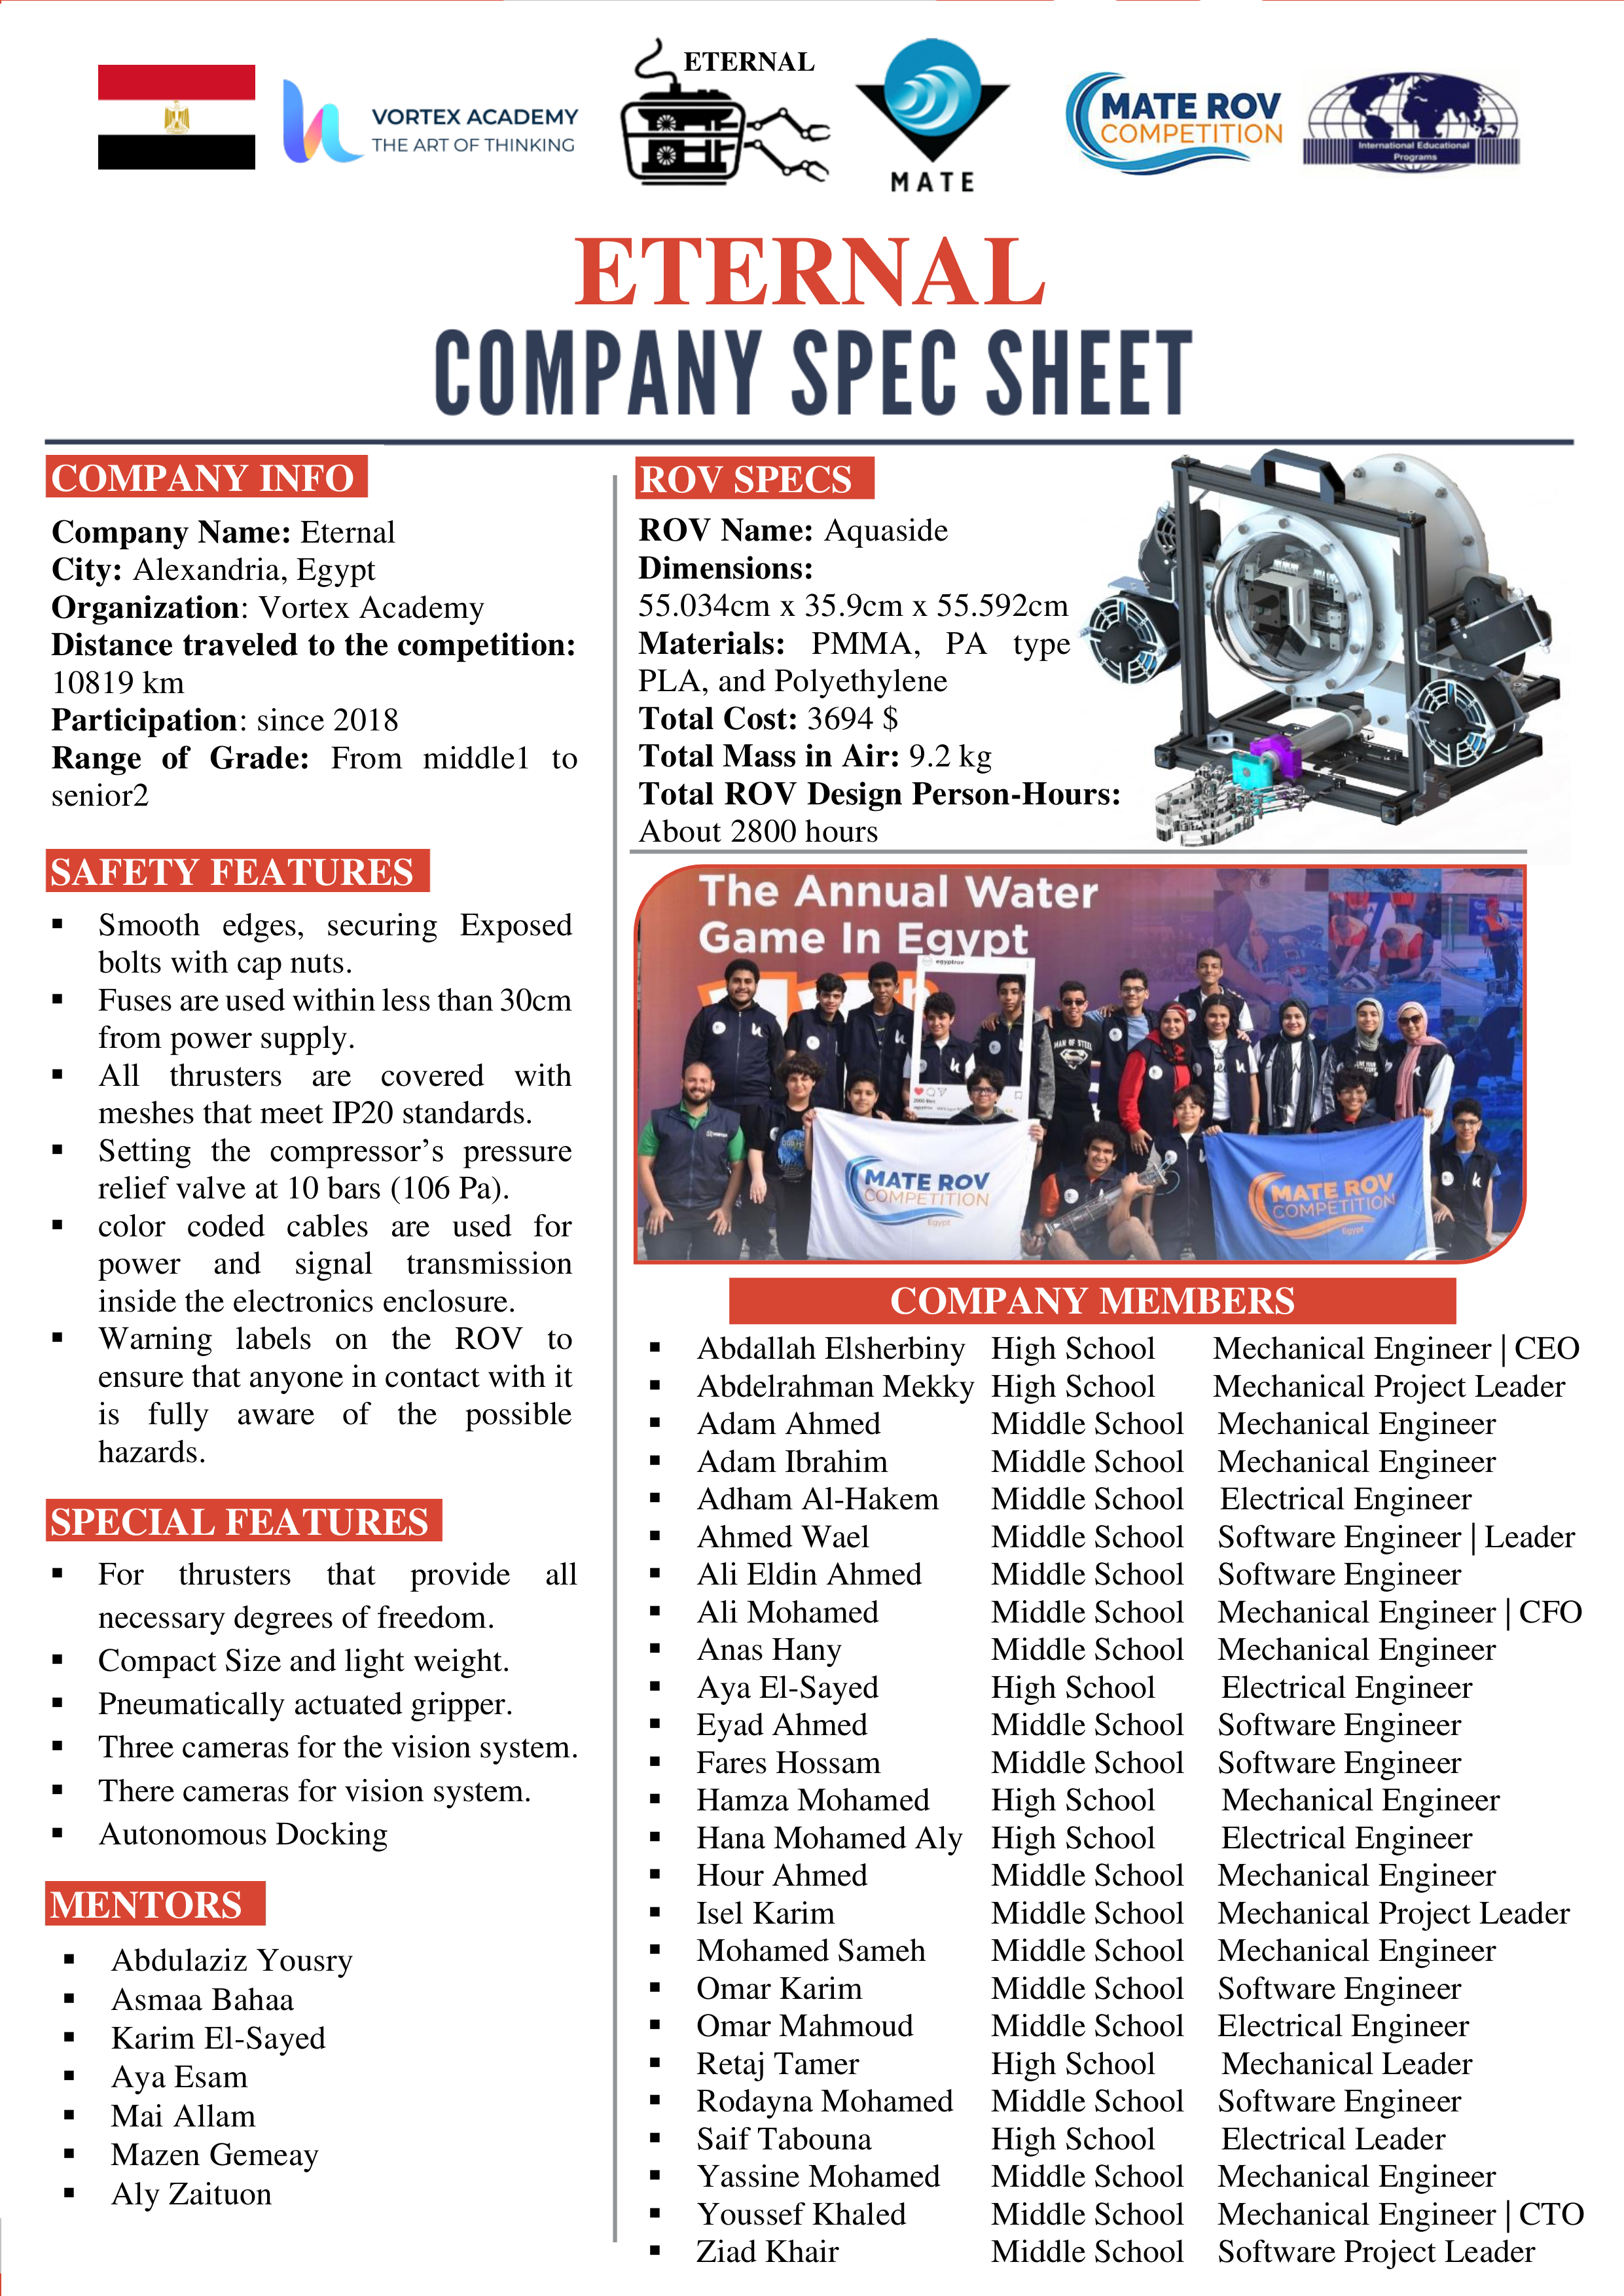 VORTEX ACADEMY
THE ART OF THINKING
ETERNAL
MATE
MATE ROV
COMPETITION
International Educational
Programs
ETERNAL
COMPANY SPEC SHEET
COMPANY INFO
Company Name: Eternal
City: Alexandria, Egypt
Organization: Vortex Academy
Distance traveled to the competition:
10819 km
Participation: since 2018
Range of Grade: From middle1 to
senior2
SAFETY FEATURES
▪ Smooth edges, securing Exposed
bolts with cap nuts.
▪ Fuses are used within less than 30cm
from power supply.
▪ All thrusters are covered with
meshes that meet IP20 standards.
▪ Setting the compressor’s pressure
relief valve at 10 bars (106 Pa).
▪ color coded cables are used for
power and signal transmission
inside the electronics enclosure.
▪ Warning labels on the ROV to
ensure that anyone in contact with it
is fully aware of the possible
hazards.
SPECIAL FEATURES
▪ For thrusters that provide all
necessary degrees of freedom.
▪ Compact Size and light weight.
▪ Pneumatically actuated gripper.
▪ Three cameras for the vision system.
▪ There cameras for vision system.
▪ Autonomous Docking
MENTORS
▪ Abdulaziz Yousry
▪ Asmaa Bahaa
▪ Karim El-Sayed
▪ Aya Esam
▪ Mai Allam
▪ Mazen Gemeay
▪ Aly Zaituon
ROV SPECS
ROV Name: Aquaside
Dimensions:
55.034cm x 35.9cm x 55.592cm
Materials: PMMA, PA type
PLA, and Polyethylene
Total Cost: 3694 $
Total Mass in Air: 9.2 kg
Total ROV Design Person-Hours:
About 2800 hours
The Annual Water
Game In Egypt
egyptrov
MAN OF STEEL
MATE ROV
COMPETITION
Egypt
MATE ROV
COMPETITION
Egypt
COMPANY MEMBERS
▪ Abdallah Elsherbiny High School Mechanical Engineer | CEO
▪ Abdelrahman Mekky High School Mechanical Project Leader
▪ Adam Ahmed Middle School Mechanical Engineer
▪ Adam Ibrahim Middle School Mechanical Engineer
▪ Adham Al-Hakem Middle School Electrical Engineer
▪ Ahmed Wael Middle School Software Engineer | Leader
▪ Ali Eldin Ahmed Middle School Software Engineer
▪ Ali Mohamed Middle School Mechanical Engineer | CFO
▪ Anas Hany Middle School Mechanical Engineer
▪ Aya El-Sayed High School Electrical Engineer
▪ Eyad Ahmed Middle School Software Engineer
▪ Fares Hossam Middle School Software Engineer
▪ Hamza Mohamed High School Mechanical Engineer
▪ Hana Mohamed Aly High School Electrical Engineer
▪ Hour Ahmed Middle School Mechanical Engineer
▪ Isel Karim Middle School Mechanical Project Leader
▪ Mohamed Sameh Middle School Mechanical Engineer
▪ Omar Karim Middle School Software Engineer
▪ Omar Mahmoud Middle School Electrical Engineer
▪ Retaj Tamer High School Mechanical Leader
▪ Rodayna Mohamed Middle School Software Engineer
▪ Saif Tabouna High School Electrical Leader
▪ Yassine Mohamed Middle School Mechanical Engineer
▪ Youssef Khaled Middle School Mechanical Engineer | CTO
▪ Ziad Khair Middle School Software Project Leader